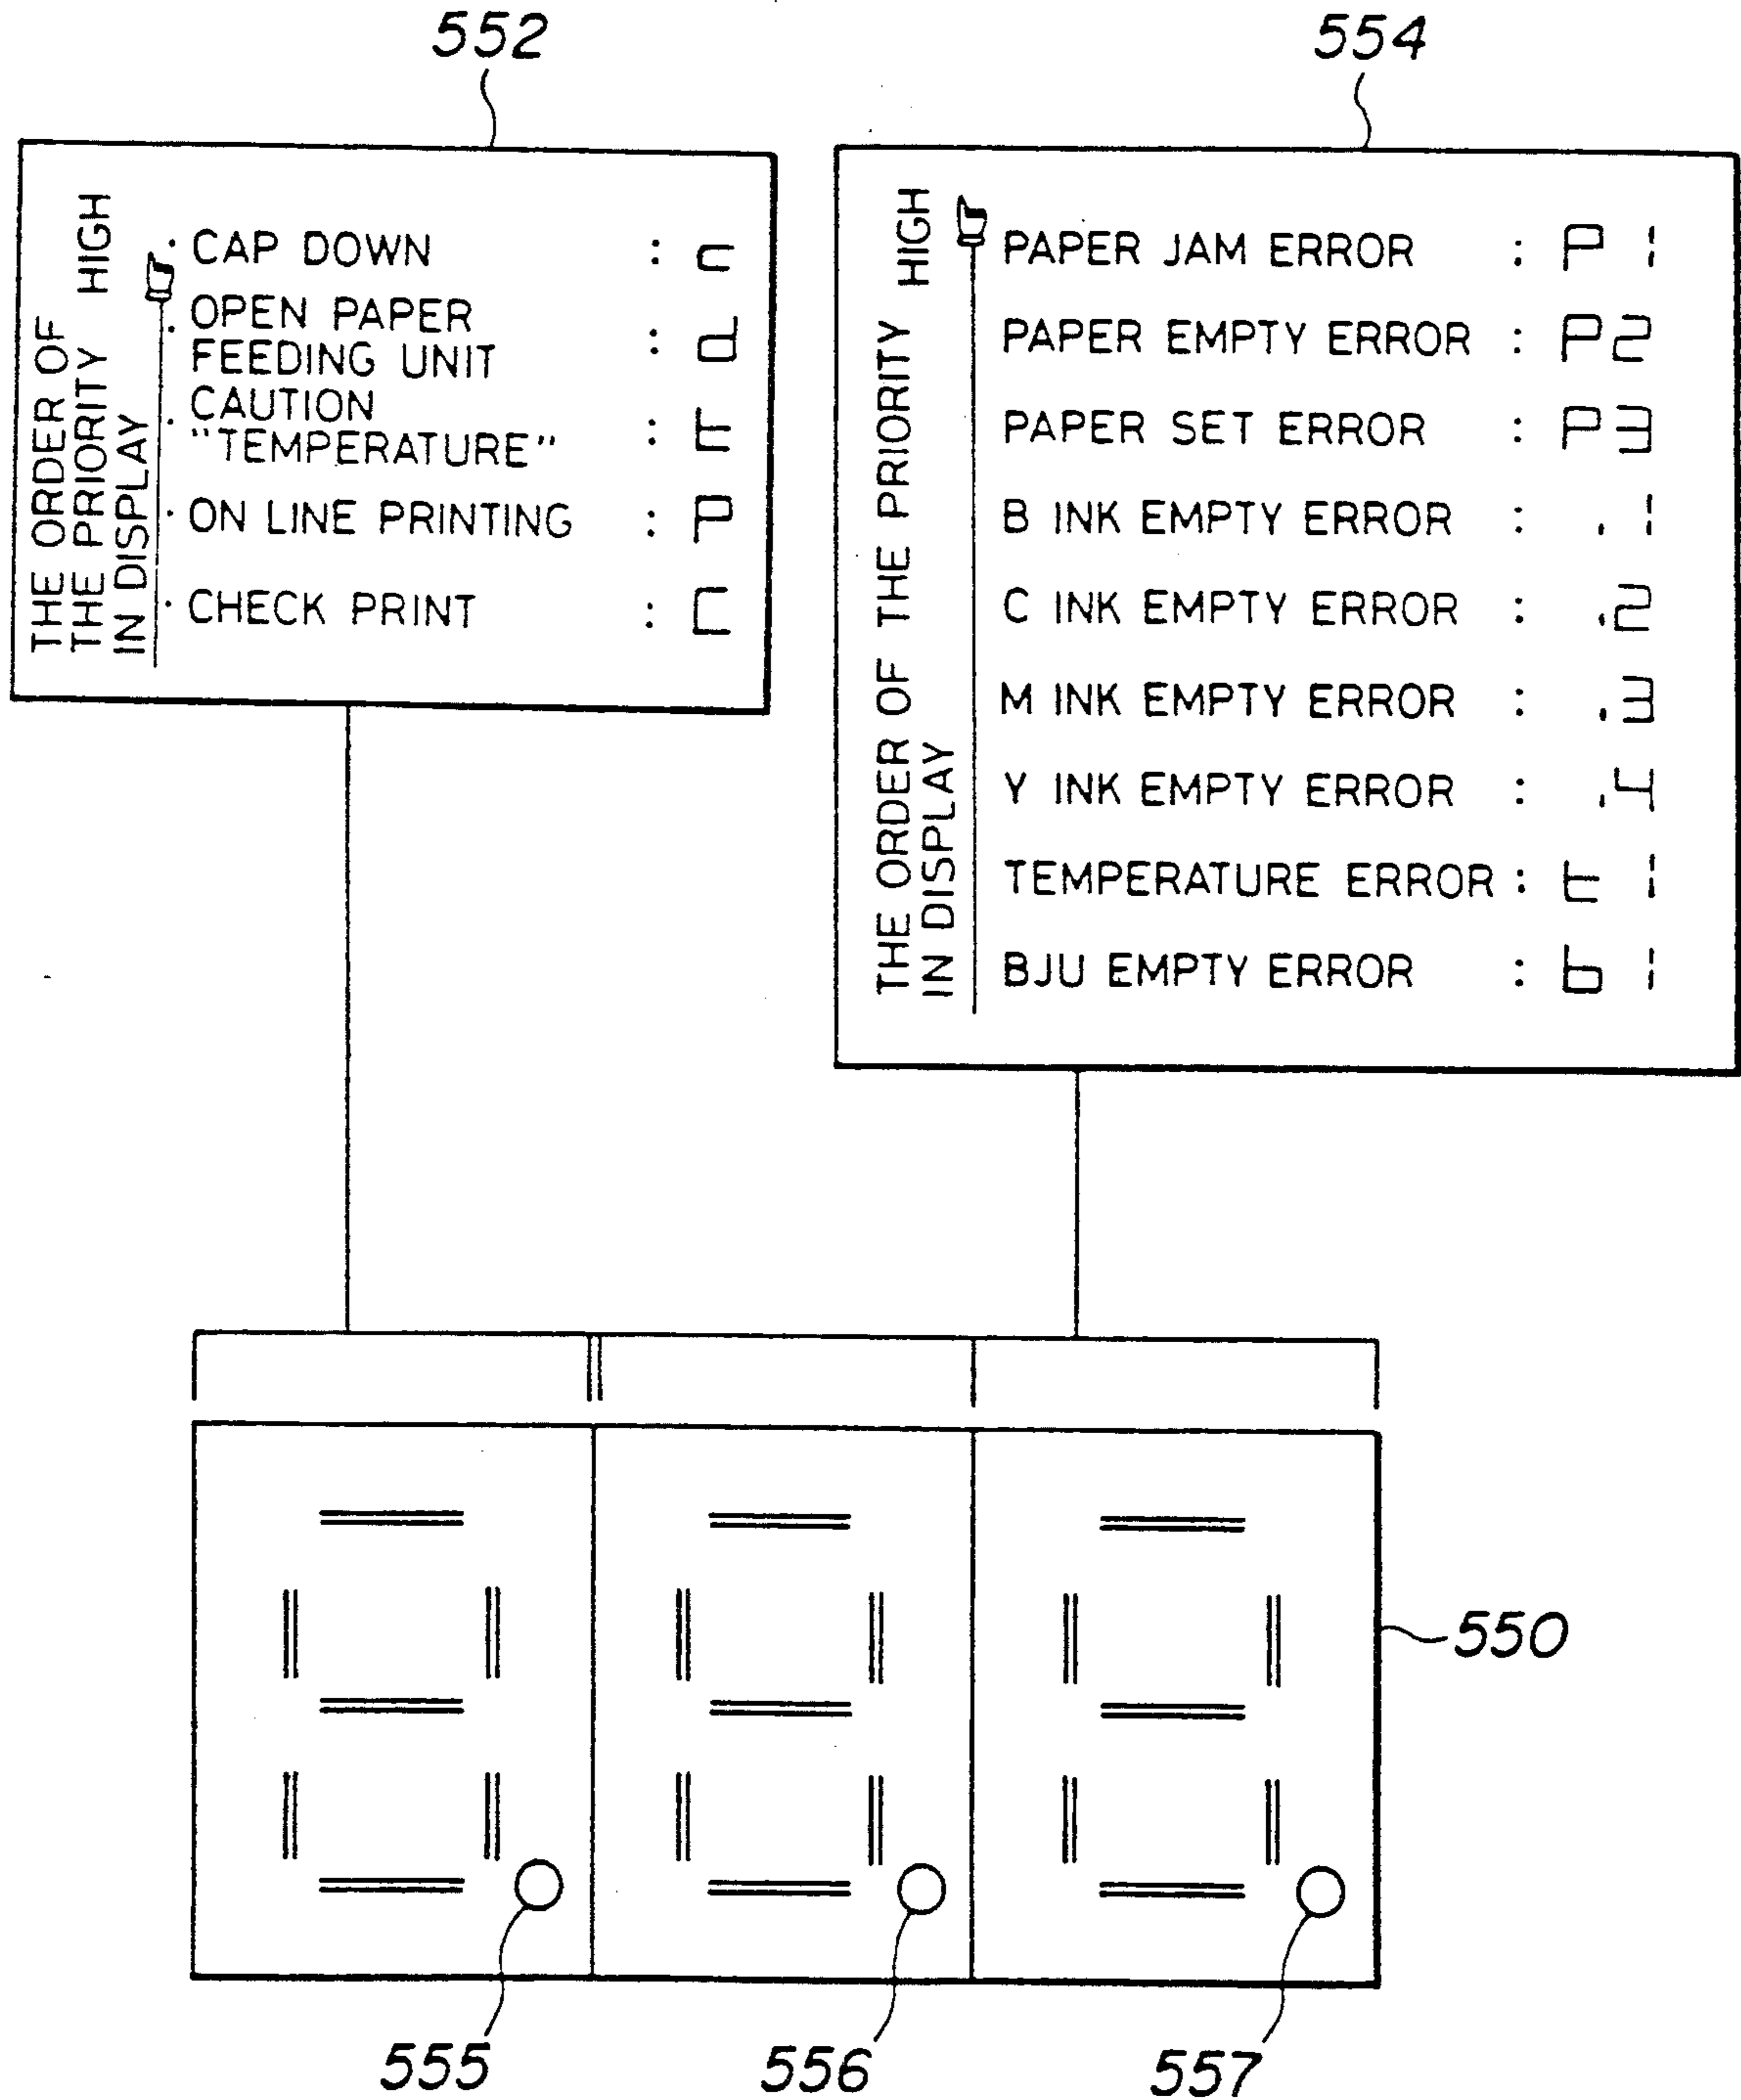 552
554
THE ORDER OF
THE PRIORITY HIGH
IN DISPLAY
· CAP DOWN : n
· OPEN PAPER
FEEDING UNIT : d
· CAUTION
"TEMPERATURE" : t
· ON LINE PRINTING : P
· CHECK PRINT : C
THE ORDER OF THE PRIORITY HIGH
IN DISPLAY
PAPER JAM ERROR : P1
PAPER EMPTY ERROR : P2
PAPER SET ERROR : P3
B INK EMPTY ERROR : .1
C INK EMPTY ERROR : .2
M INK EMPTY ERROR : .3
Y INK EMPTY ERROR : .4
TEMPERATURE ERROR : t1
BJU EMPTY ERROR : b1
550
555
556
557